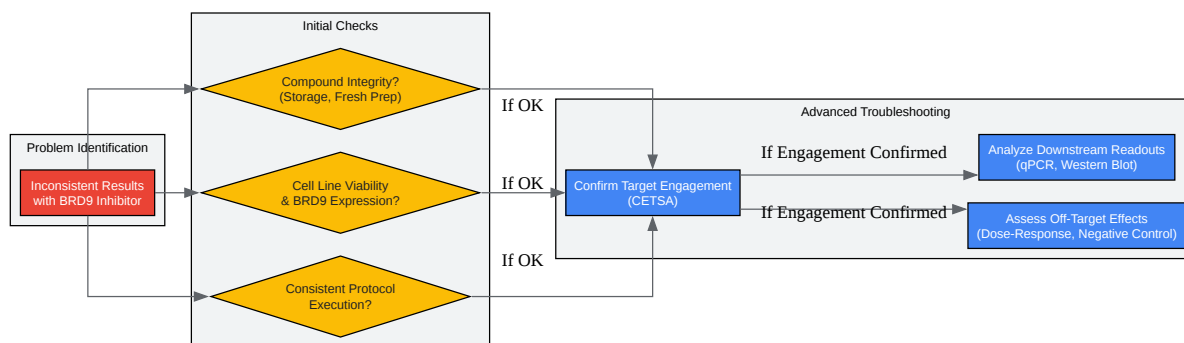 Problem Identification
Inconsistent Results
with BRD9 Inhibitor
Initial Checks
Compound Integrity?
(Storage, Fresh Prep)
Cell Line Viability
& BRD9 Expression?
Consistent Protocol
Execution?
If OK
If OK
If OK
Advanced Troubleshooting
Confirm Target Engagement
(CETSA)
If Engagement Confirmed
If Engagement Confirmed
Analyze Downstream Readouts
(qPCR, Western Blot)
Assess Off-Target Effects
(Dose-Response, Negative Control)